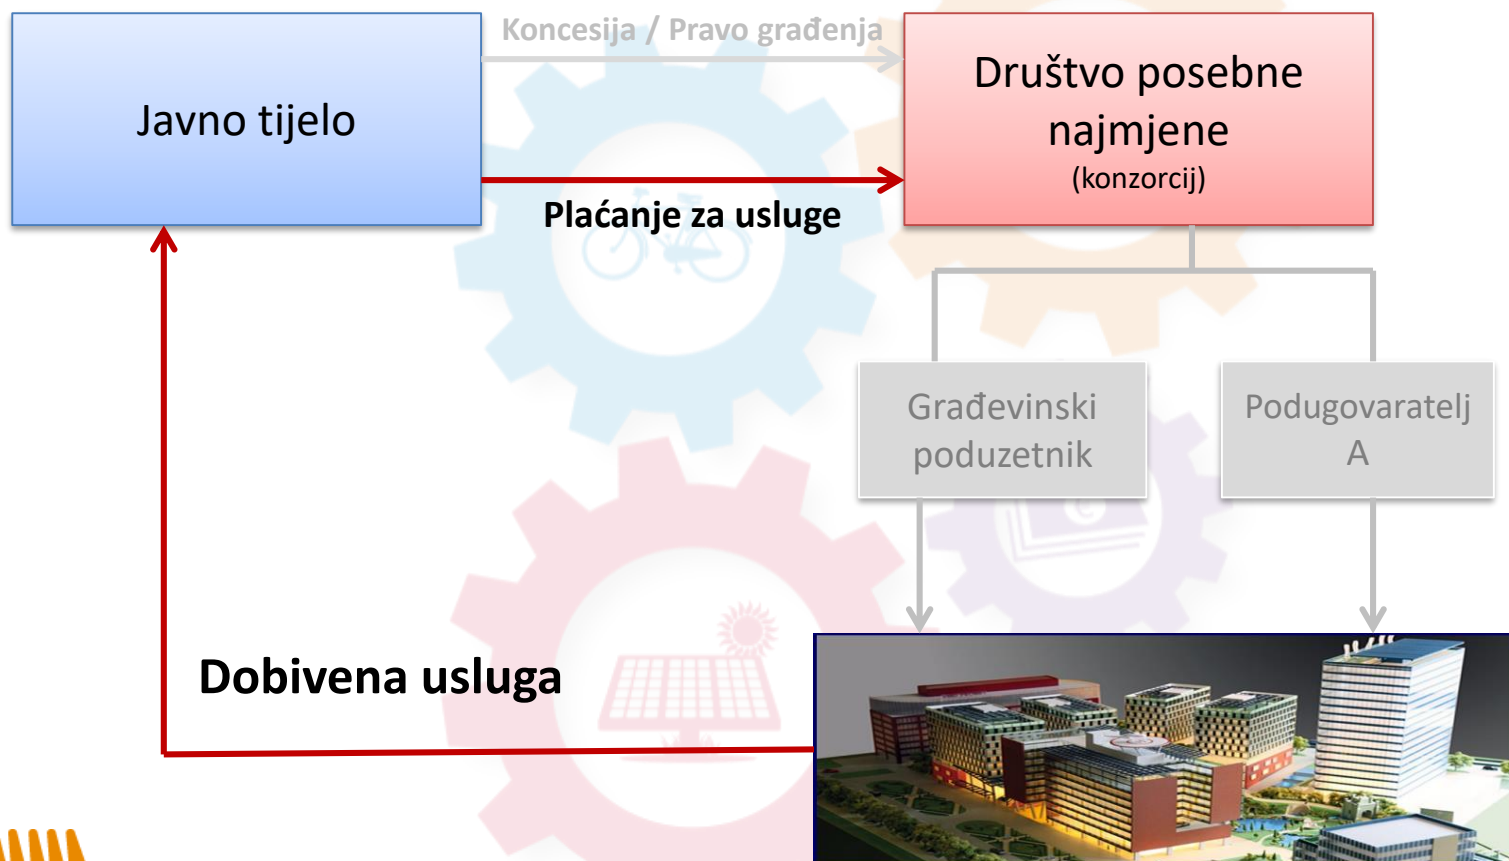 Koncesija / Pravo građenja
Javno tijelo
Društvo posebne
najmjene
(konzorcij)
Plaćanje za usluge
Građevinski
poduzetnik
Podugovaratelj
A
Dobivena usluga